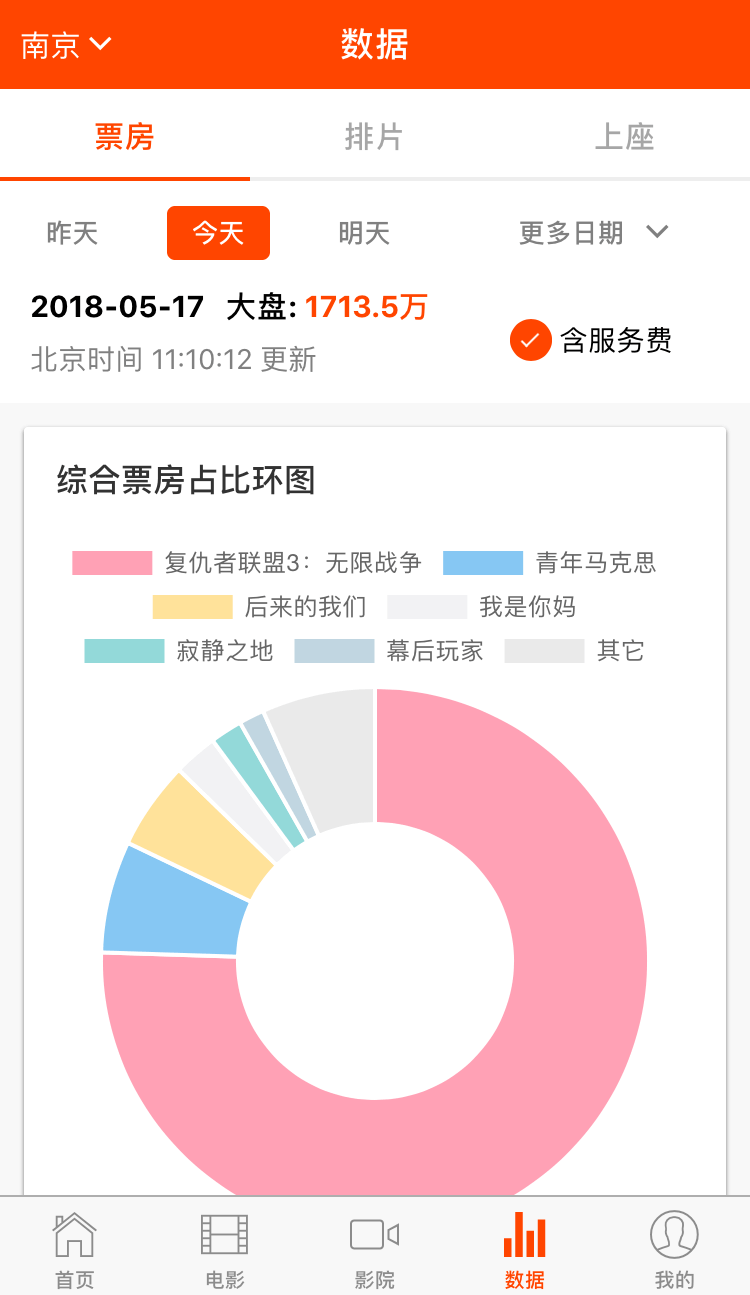 南京 数据
票房 排片 上座
昨天 今天 明天 更多日期
2018-05-17 大盘: 1713.5万
北京时间 11:10:12 更新
含服务费
综合票房占比环图
复仇者联盟3：无限战争 青年马克思
后来的我们 我是你妈
寂静之地 幕后玩家 其它
首页 电影 影院 数据 我的